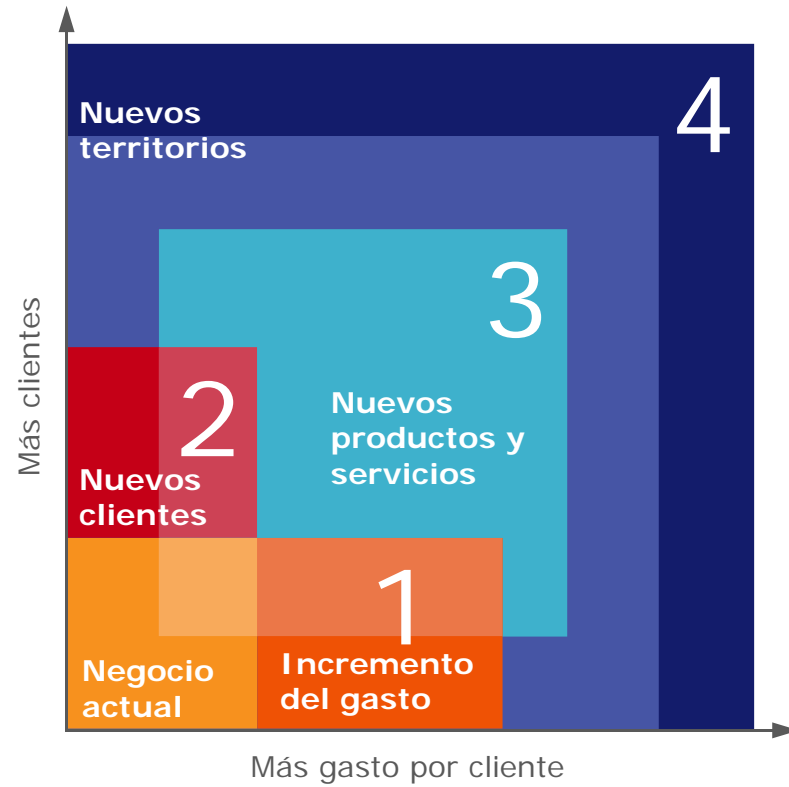 Nuevos
territorios
4
3
Nuevos
productos y
servicios
2
Nuevos
clientes
1
Negocio
actual
Incremento
del gasto
Más clientes
Más gasto por cliente